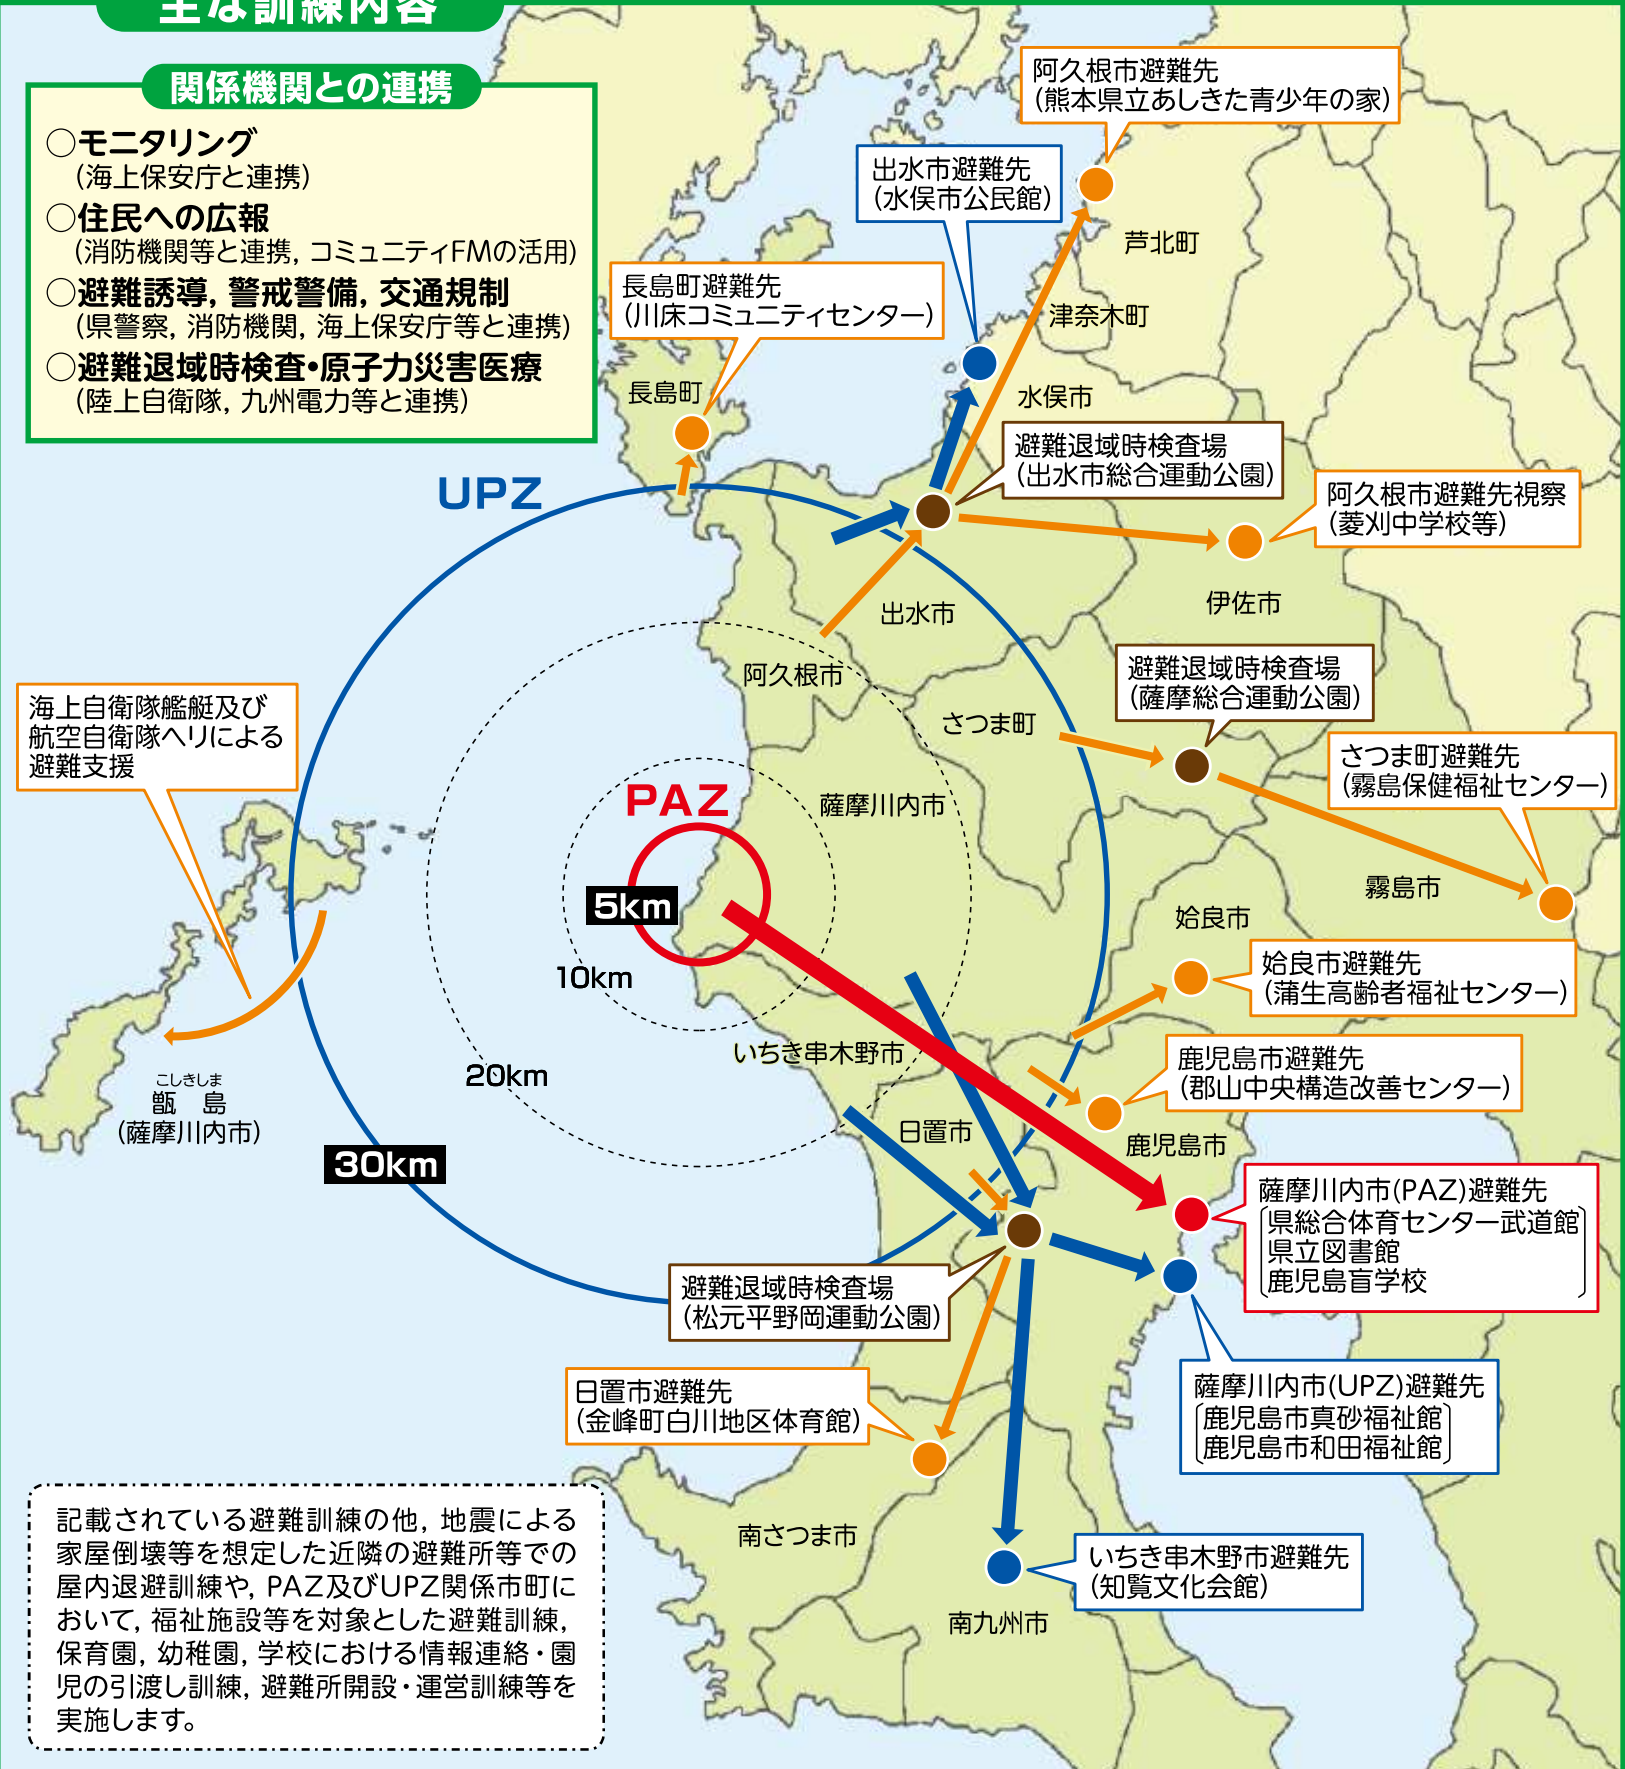 主な訓練内容
関係機関との連携
○モニタリング
(海上保安庁と連携)
○住民への広報
(消防機関等と連携, コミュニティFMの活用)
○避難誘導, 警戒警備, 交通規制
(県警察, 消防機関, 海上保安庁等と連携)
○避難退域時検査・原子力災害医療
(陸上自衛隊, 九州電力等と連携)
阿久根市避難先
(熊本県立あしきた青少年の家)
出水市避難先
(水俣市公民館)
芦北町
長島町避難先
(川床コミュニティセンター)
津奈木町
長島町
水俣市
避難退域時検査場
(出水市総合運動公園)
UPZ
阿久根市避難先視察
(菱刈中学校等)
伊佐市
出水市
避難退域時検査場
(薩摩総合運動公園)
阿久根市
さつま町
海上自衛隊艦艇及び
航空自衛隊ヘリによる
避難支援
さつま町避難先
(霧島保健福祉センター)
PAZ
薩摩川内市
霧島市
5km
姶良市
姶良市避難先
(蒲生高齢者福祉センター)
10km
いちき串木野市
鹿児島市避難先
(郡山中央構造改善センター)
20km
こしきしま
甑 島
(薩摩川内市)
日置市
鹿児島市
30km
薩摩川内市(PAZ)避難先
県総合体育センター武道館
県立図書館
鹿児島盲学校
避難退域時検査場
(松元平野岡運動公園)
日置市避難先
(金峰町白川地区体育館)
薩摩川内市(UPZ)避難先
鹿児島市真砂福祉館
鹿児島市和田福祉館
南さつま市
いちき串木野市避難先
(知覧文化会館)
南九州市
記載されている避難訓練の他, 地震による
家屋倒壊等を想定した近隣の避難所等での
屋内退避訓練や, PAZ及びUPZ関係市町に
おいて, 福祉施設等を対象とした避難訓練,
保育園, 幼稚園, 学校における情報連絡・園
児の引渡し訓練, 避難所開設・運営訓練等を
実施します。